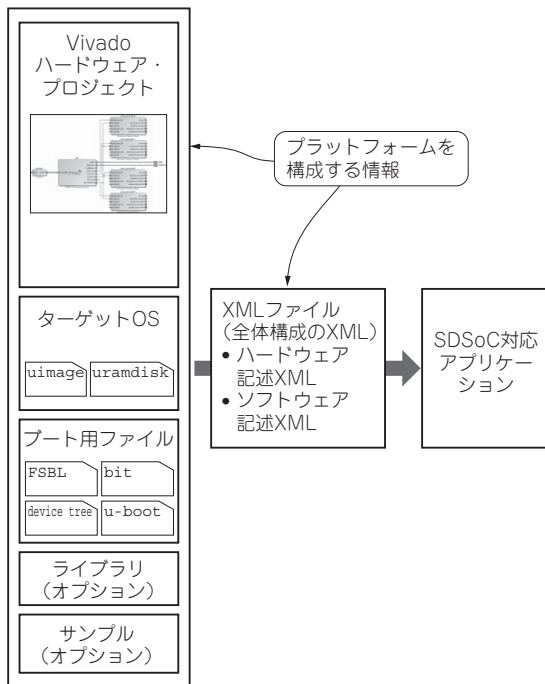 Vivado
ハードウェア・
プロジェクト
プラットフォームを
構成する情報
ターゲットOS
uimage
uramdisk
XMLファイル
(全体構成のXML)
● ハードウェア
記述XML
● ソフトウェア
記述XML
SDSoC対応
アプリケー
ション
ブート用ファイル
FSBL
bit
device tree
u-boot
ライブラリ
(オプション)
サンプル
(オプション)